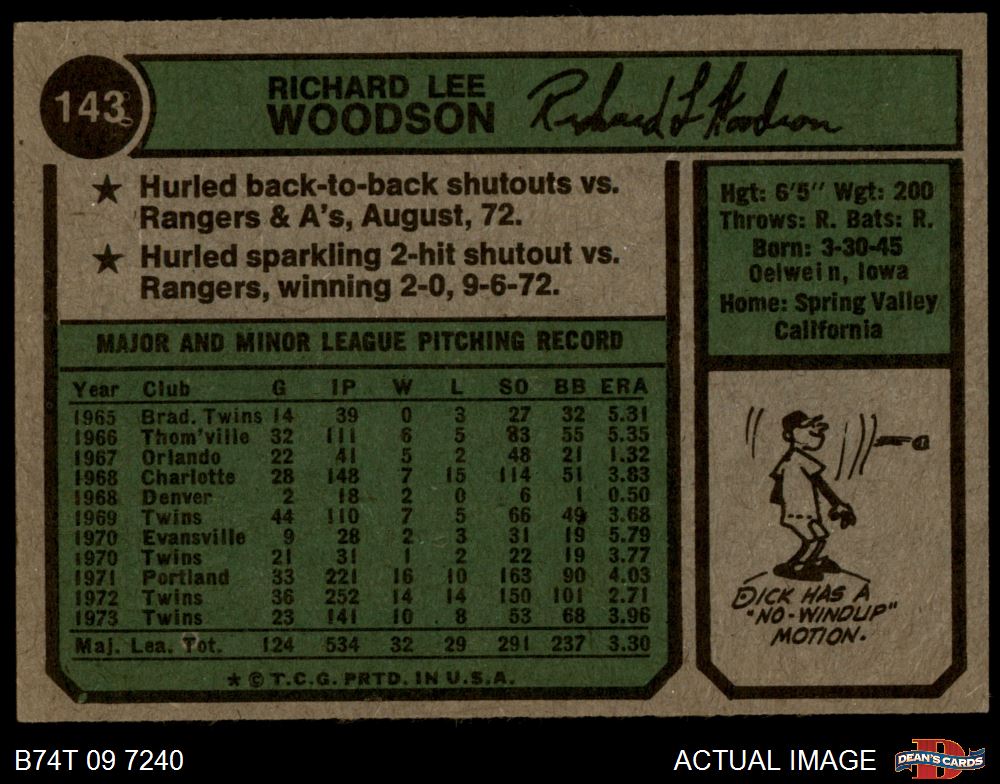 143
RICHARD LEE
WOODSON
Richard L Woodson
★ Hurled back-to-back shutouts vs.
Rangers & A's, August, 72.
★ Hurled sparkling 2-hit shutout vs.
Rangers, winning 2-0, 9-6-72.
Hgt: 6'5" Wgt: 200
Throws: R. Bats: R.
Born: 3-30-45
Oelwein, Iowa
Home: Spring Valley
California
MAJOR AND MINOR LEAGUE PITCHING RECORD
Year Club G IP W L SO BB ERA
1965 Brad. Twins 14 39 0 3 27 32 5.31
1966 Thom'ville 32 111 6 5 83 55 5.35
1967 Orlando 22 41 5 2 48 21 1.32
1968 Charlotte 28 148 7 15 114 51 3.83
1968 Denver 2 18 2 0 6 1 0.50
1969 Twins 44 110 7 5 66 49 3.68
1970 Evansville 9 28 2 3 31 19 5.79
1970 Twins 21 31 1 2 22 19 3.77
1971 Portland 33 221 16 10 163 90 4.03
1972 Twins 36 252 14 14 150 101 2.71
1973 Twins 23 141 10 8 53 68 3.96
Maj. Lea. Tot. 124 534 32 29 291 237 3.30
★ © T.C.G. PRTD. IN U.S.A.
DICK HAS A
"NO-WINDUP"
MOTION.
B74T 09 7240
ACTUAL IMAGE
DEAN'S CARDS